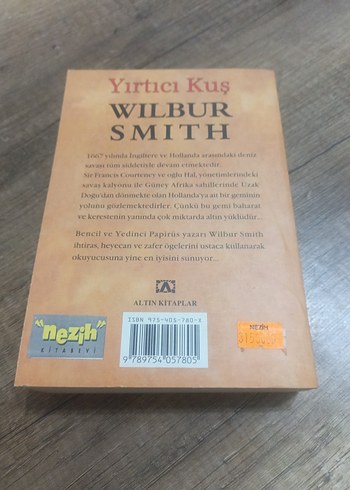 Yırtıcı Kuş
WILBUR
SMITH
1667 yılında İngiltere ve Hollanda arasındaki deniz
savaşı tüm şiddetiyle devam etmektedir.
Sir Francis Courteney ve oğlu Hal, yönetimlerindeki
savaş kalyonu ile Güney Afrika sahillerinde Uzak
Doğu'dan dönmekte olan Hollanda'ya ait bir geminin
yolunu gözlemektedirler. Çünkü bu gemi baharat
ve kerestenin yanında çok miktarda altın yüklüdür...
Bencil ve Yedinci Papirüs yazarı Wilbur Smith
ihtiras, heyecan ve zafer ögelerini ustaca kullanarak
okuyucusuna yine en iyisini sunuyor...
ALTIN KİTAPLAR
"nezih"
KİTABEVİ
ISBN 975-405-780-X
9 789754 057805
NEZİH